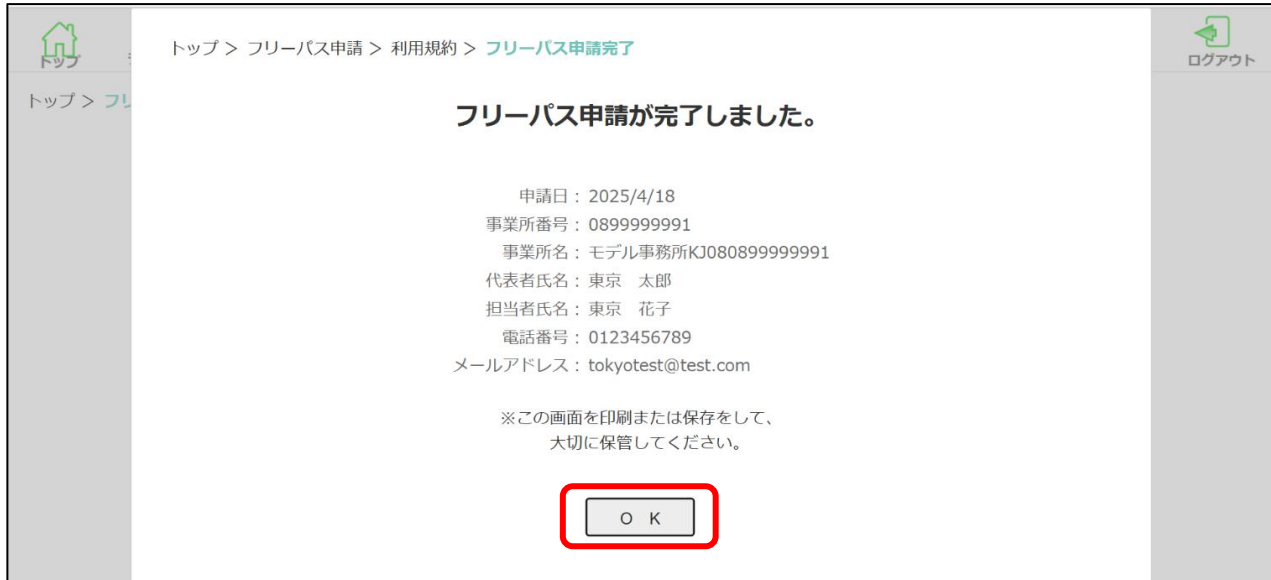 トップ
ログアウト
トップ > フリーパス申請 > 利用規約 > フリーパス申請完了
トップ > フリ
フリーパス申請が完了しました。
申請日： 2025/4/18
事業所番号： 0899999991
事業所名： モデル事務所KJ080899999991
代表者氏名： 東京　太郎
担当者氏名： 東京　花子
電話番号： 0123456789
メールアドレス： tokyotest@test.com
※この画面を印刷または保存をして、
大切に保管してください。
ＯＫ